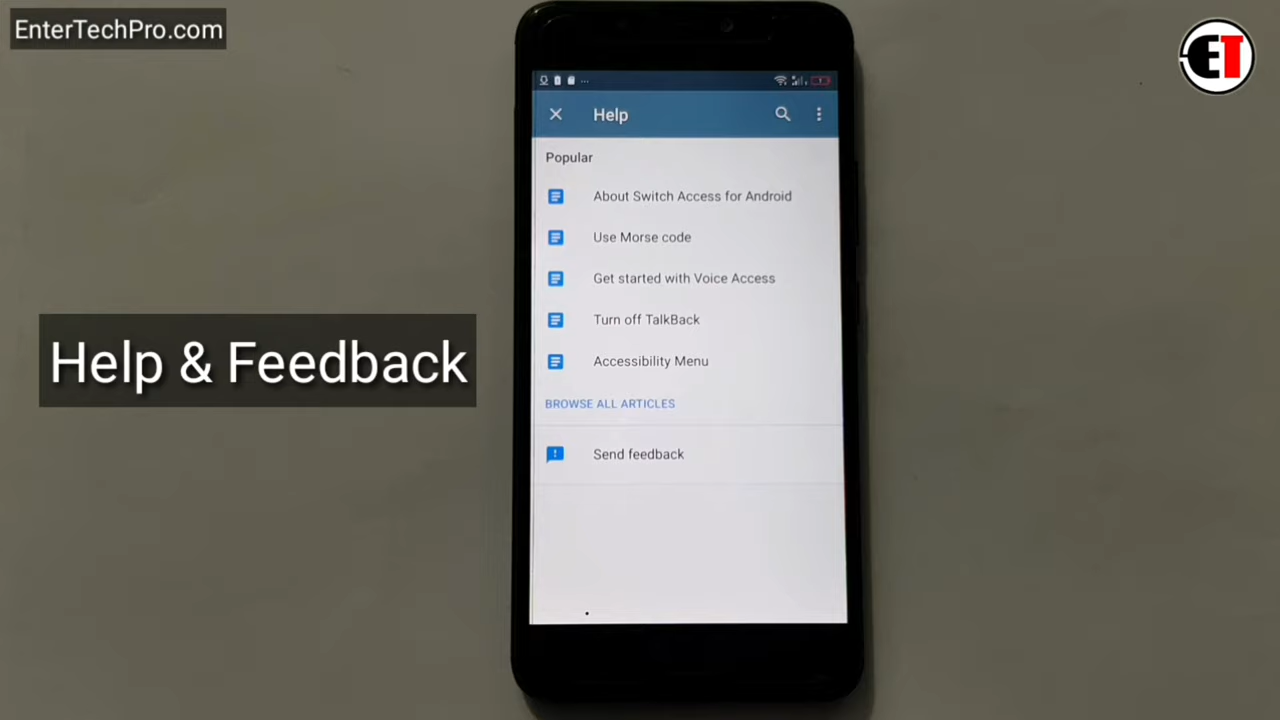 EnterTechPro.com
ET
Help
Popular
About Switch Access for Android
Use Morse code
Get started with Voice Access
Turn off TalkBack
Accessibility Menu
BROWSE ALL ARTICLES
Send feedback
Help & Feedback